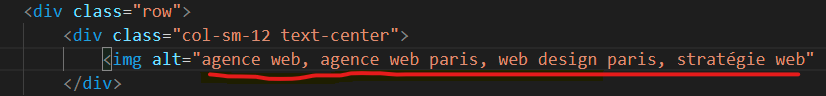 <div class="row">
<div class="col-sm-12 text-center">
<img alt="agence web, agence web paris, web design paris, stratégie web"
</div>